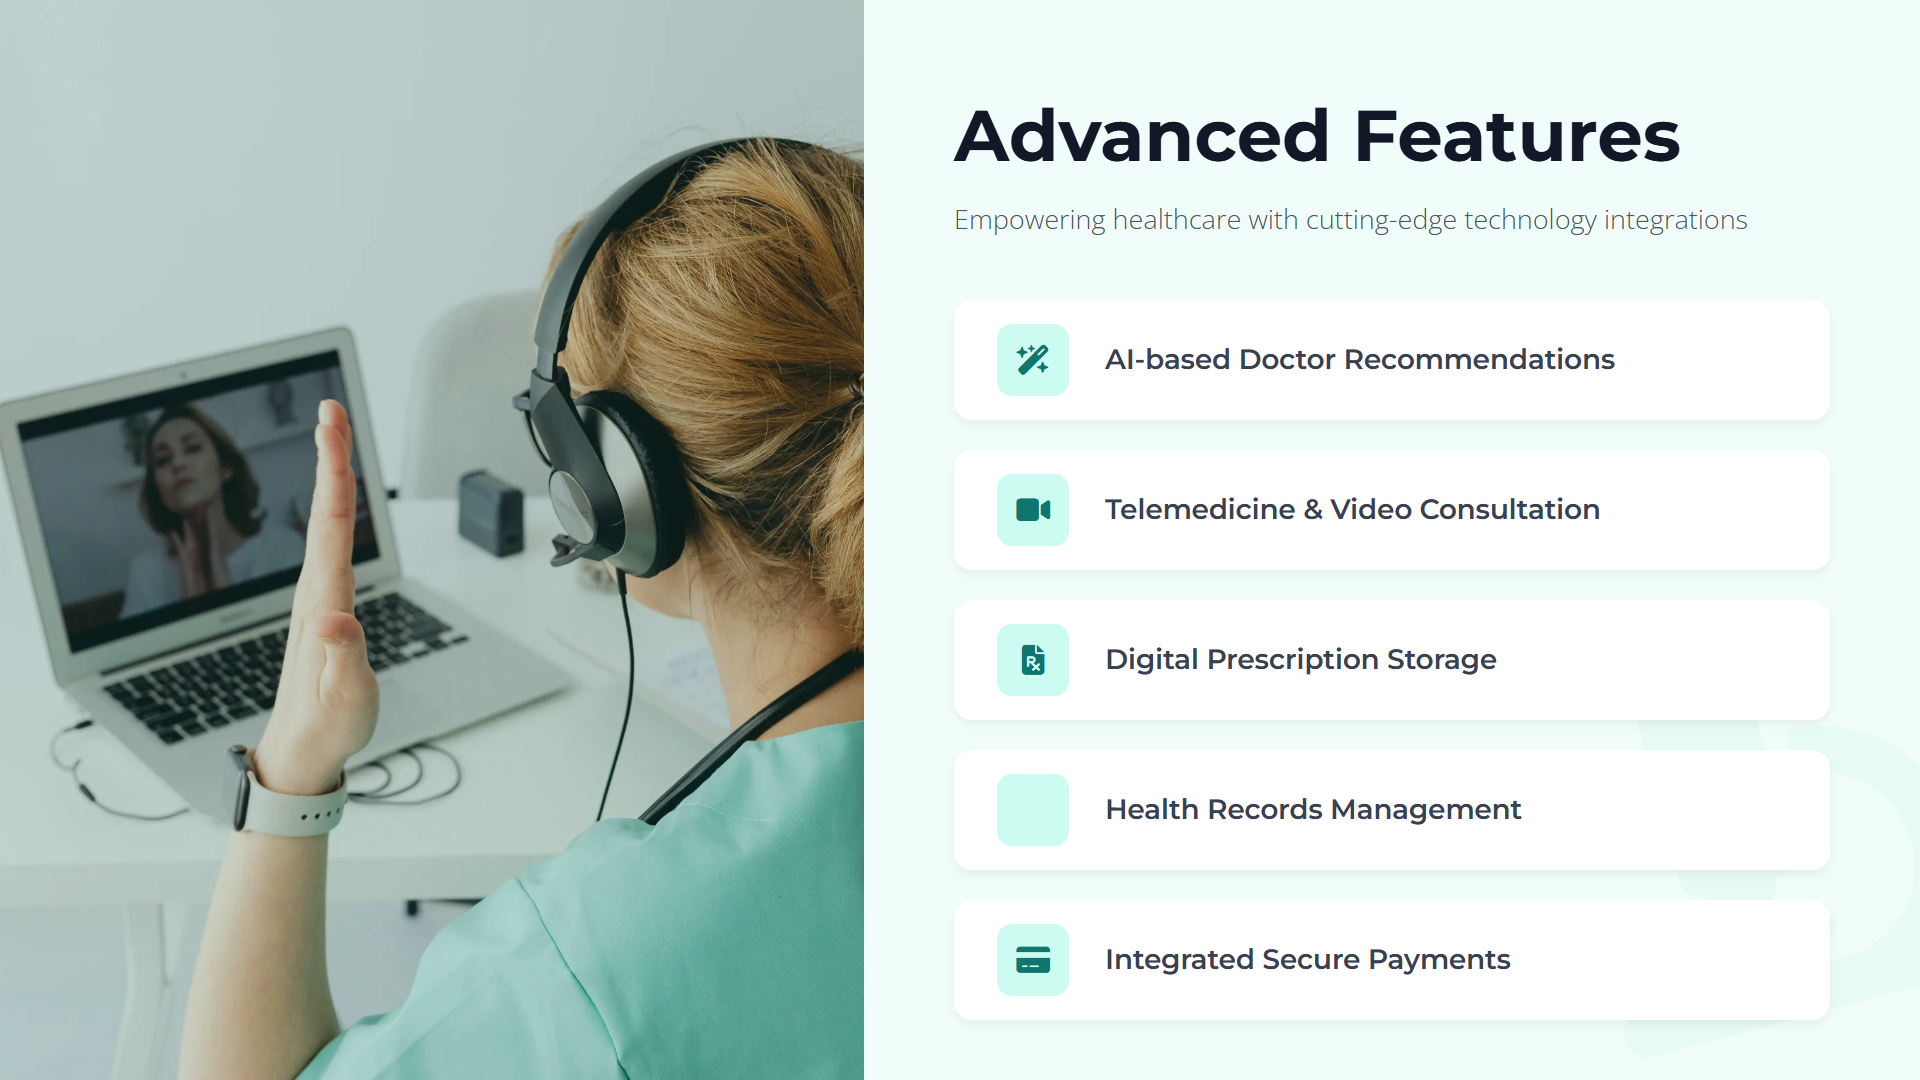 Advanced Features
Empowering healthcare with cutting-edge technology integrations
AI-based Doctor Recommendations
Telemedicine & Video Consultation
Digital Prescription Storage
Health Records Management
Integrated Secure Payments